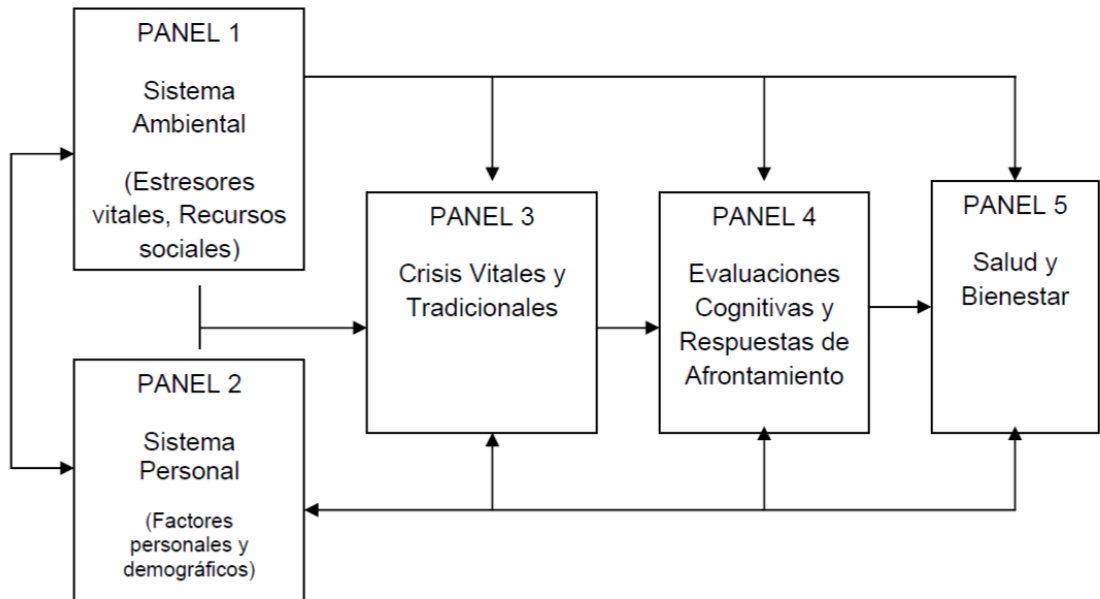 PANEL 1
Sistema
Ambiental
(Estresores
vitales, Recursos
sociales)
PANEL 2
Sistema
Personal
(Factores
personales y
demográficos)
PANEL 3
Crisis Vitales y
Tradicionales
PANEL 4
Evaluaciones
Cognitivas y
Respuestas de
Afrontamiento
PANEL 5
Salud y
Bienestar